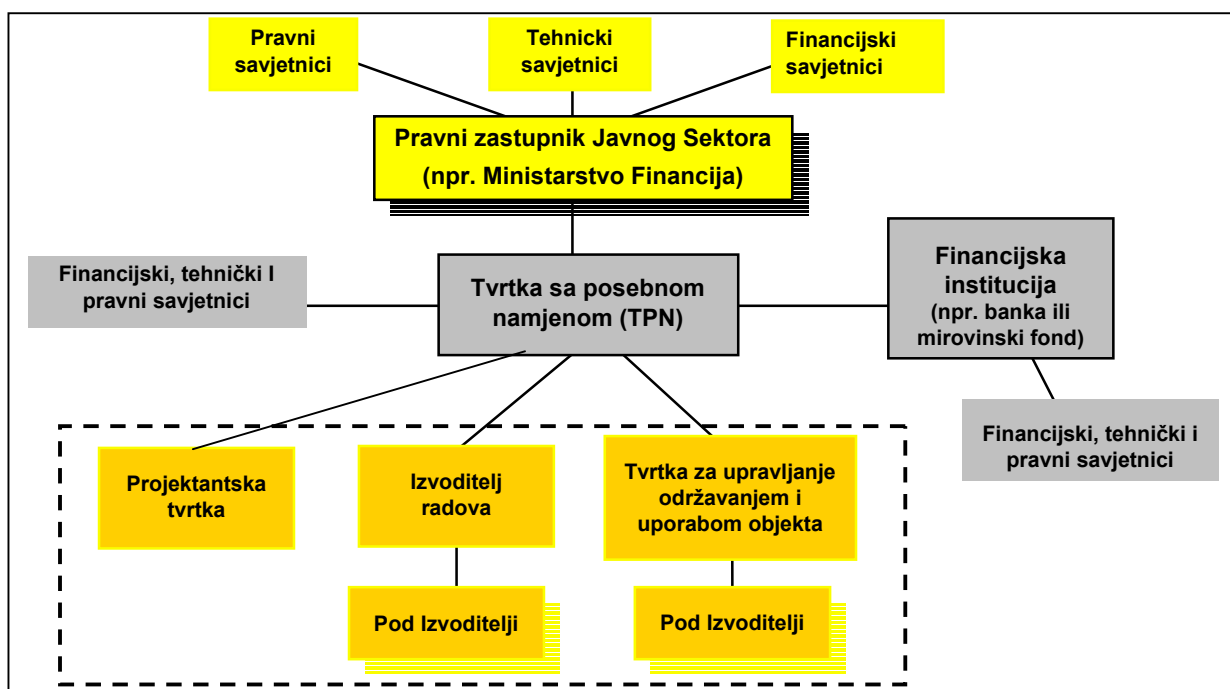 Pravni
savjetnici
Tehnicki
savjetnici
Financijski
savjetnici
Pravni zastupnik Javnog Sektora
(npr. Ministarstvo Financija)
Financijski, tehnički I
pravni savjetnici
Tvrtka sa posebnom
namjenom (TPN)
Financijska
institucija
(npr. banka ili
mirovinski fond)
Financijski, tehnički i
pravni savjetnici
Projektantska
tvrtka
Izvoditelj
radova
Tvrtka za upravljanje
održavanjem i
uporabom objekta
Pod Izvoditelji
Pod Izvoditelji